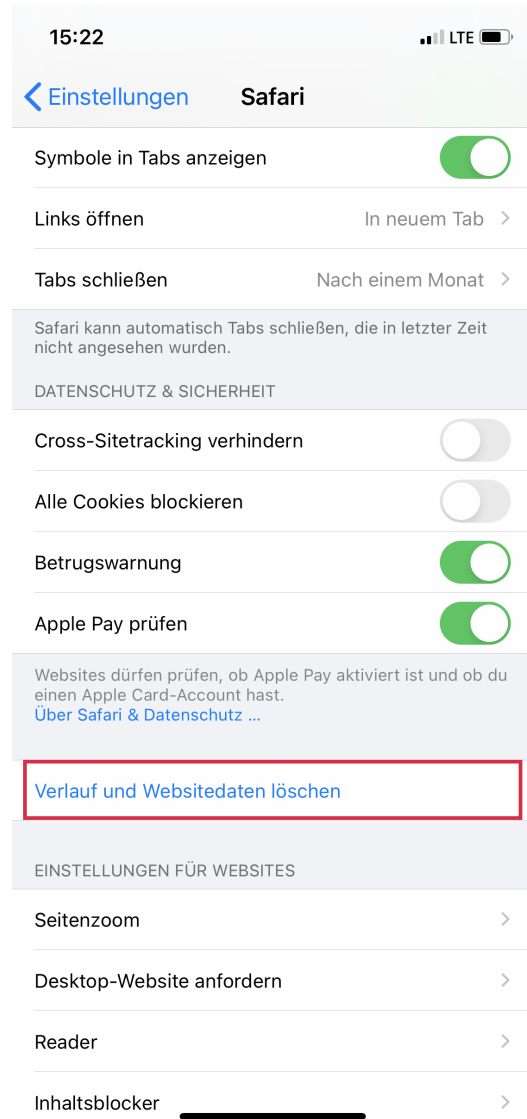 15:22
LTE
Einstellungen
Safari
Symbole in Tabs anzeigen
Links öffnen
In neuem Tab
Tabs schließen
Nach einem Monat
Safari kann automatisch Tabs schließen, die in letzter Zeit
nicht angesehen wurden.
DATENSCHUTZ & SICHERHEIT
Cross-Sitetracking verhindern
Alle Cookies blockieren
Betrugswarnung
Apple Pay prüfen
Websites dürfen prüfen, ob Apple Pay aktiviert ist und ob du
einen Apple Card-Account hast.
Über Safari & Datenschutz ...
Verlauf und Websitedaten löschen
EINSTELLUNGEN FÜR WEBSITES
Seitenzoom
Desktop-Website anfordern
Reader
Inhaltsblocker